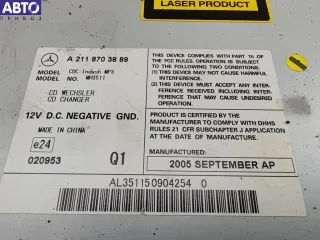 АВТО
ПРИВОЗ
LASER PRODUCT
A 211 870 38 89
MODEL CDC Indash MP3
MODEL No.
CD WECHSLER
CD CHANGER
12V D.C. NEGATIVE GND.
MADE IN CHINA
e24
020953 Q1
THIS DEVICE COMPLIES WITH PART 15 OF
THE FCC RULES. OPERATION IS SUBJECT
TO THE FOLLOWING TWO CONDITIONS:
(1) THIS DEVICE MAY NOT CAUSE HARMFUL
INTERFERENCE.
(2) THIS DEVICE MUST ACCEPT ANY INTER-
FERENCE RECEIVED, INCLUDING
INTERFERENCE THAT MAY CAUSE
UNDESIRED OPERATION.
PRODUCT IS CERTIFIED BY THE
MANUFACTURER TO COMPLY WITH DHHS
RULES 21 CFR SUBCHAPTER J APPLICATION
AT THE DATE OF MANUFACTURE.
MANUFACTURED:
2005 SEPTEMBER AP
AL351150904254 0